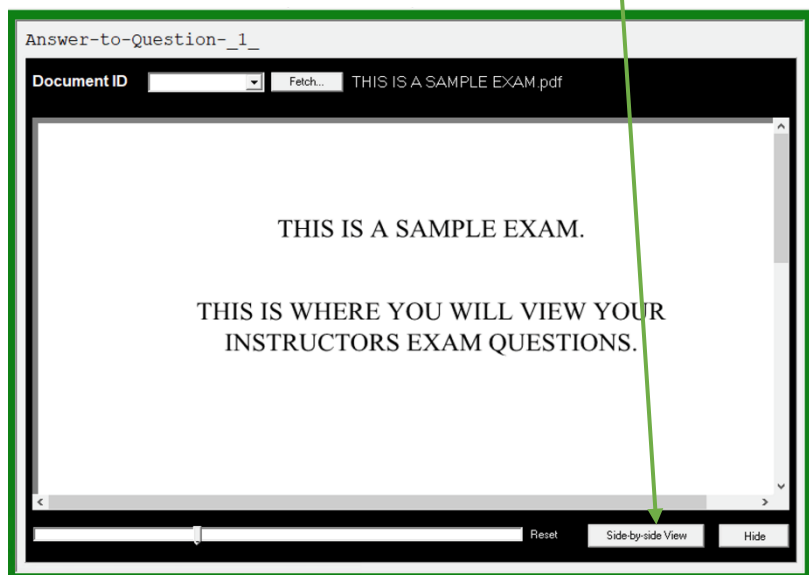 Answer-to-Question-_1_
Document ID Fetch... THIS IS A SAMPLE EXAM.pdf
THIS IS A SAMPLE EXAM.
THIS IS WHERE YOU WILL VIEW YOUR
INSTRUCTORS EXAM QUESTIONS.
Reset Side-by-side View Hide